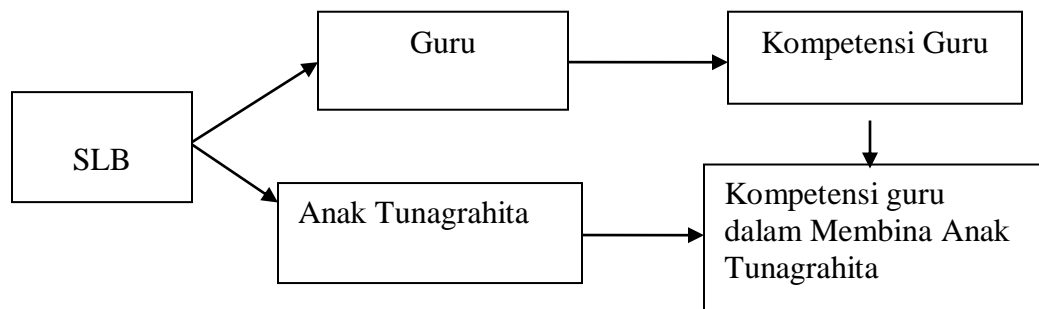 Guru
Kompetensi Guru
SLB
Anak Tunagrahita
Kompetensi guru
dalam Membina Anak
Tunagrahita